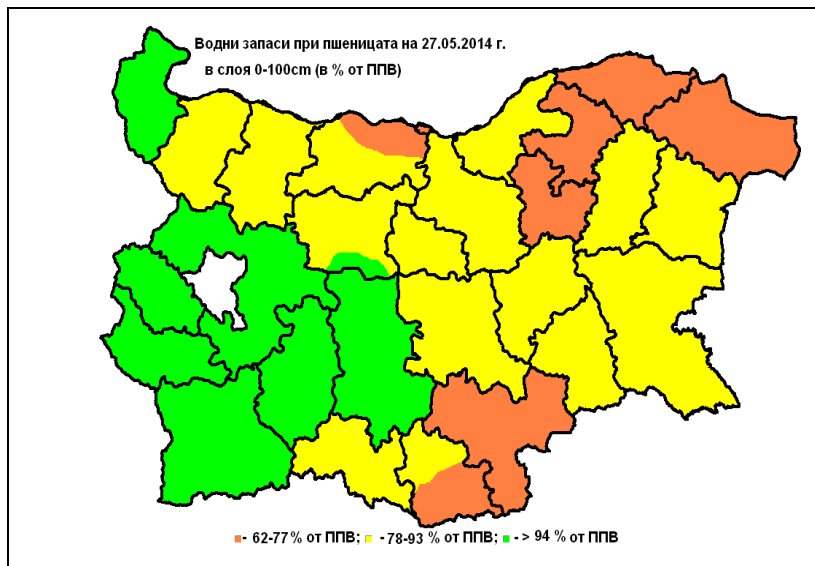 Водни запаси при пшеницата на 27.05.2014 г.
в слоя 0-100cm (в % от ППВ)
- 62-77 % от ППВ; - 78-93 % от ППВ; - > 94 % от ППВ